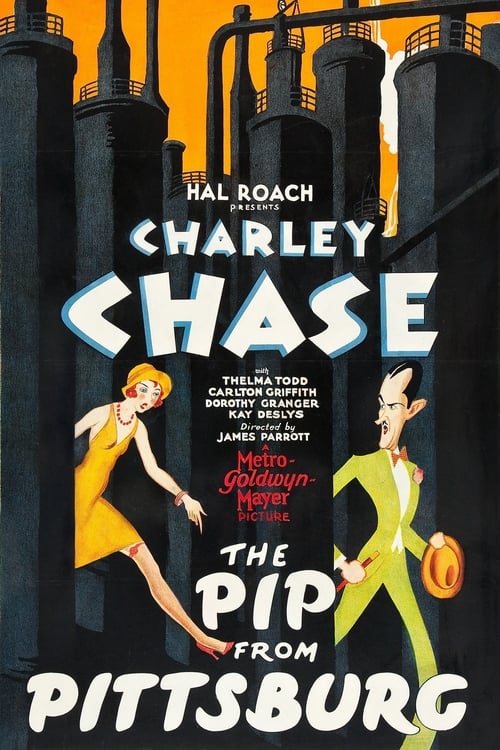 HAL ROACH
PRESENTS
CHARLEY
CHASE
with
THELMA TODD
CARLTON GRIFFITH
DOROTHY GRANGER
KAY DESLYS
Directed by
JAMES PARROTT
A
Metro-
Goldwyn-
Mayer
PICTURE
THE
PIP
FROM
PITTSBURG